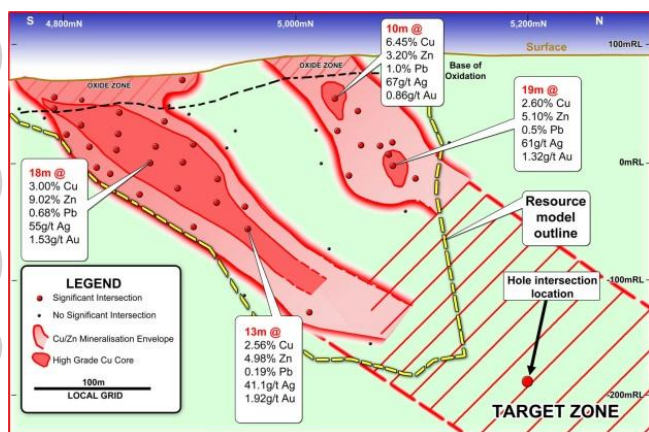 S
4,800mN
5,000mN
5,200mN
N
100mRL
Surface
OXIDE ZONE
OXIDE ZONE
Base of
Oxidation
10m @
6.45% Cu
3.20% Zn
1.0% Pb
67g/t Ag
0.86g/t Au
19m @
2.60% Cu
5.10% Zn
0.5% Pb
61g/t Ag
1.32g/t Au
0mRL
18m @
3.00% Cu
9.02% Zn
0.68% Pb
55g/t Ag
1.53g/t Au
Resource
model
outline
-100mRL
Hole intersection
location
LEGEND
Significant Intersection
No Significant Intersection
Cu/Zn Mineralisation Envelope
High Grade Cu Core
100m
LOCAL GRID
13m @
2.56% Cu
4.98% Zn
0.19% Pb
41.1g/t Ag
1.92g/t Au
-200mRL
TARGET ZONE